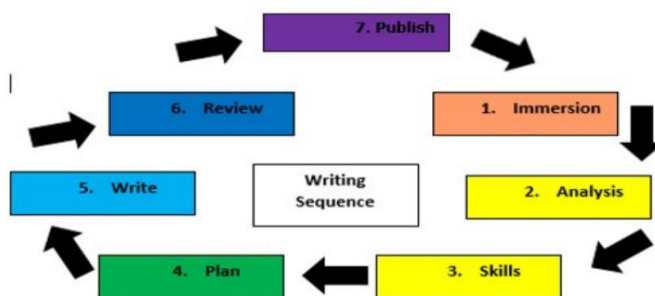 7. Publish
6. Review
1. Immersion
5. Write
Writing
Sequence
2. Analysis
4. Plan
3. Skills